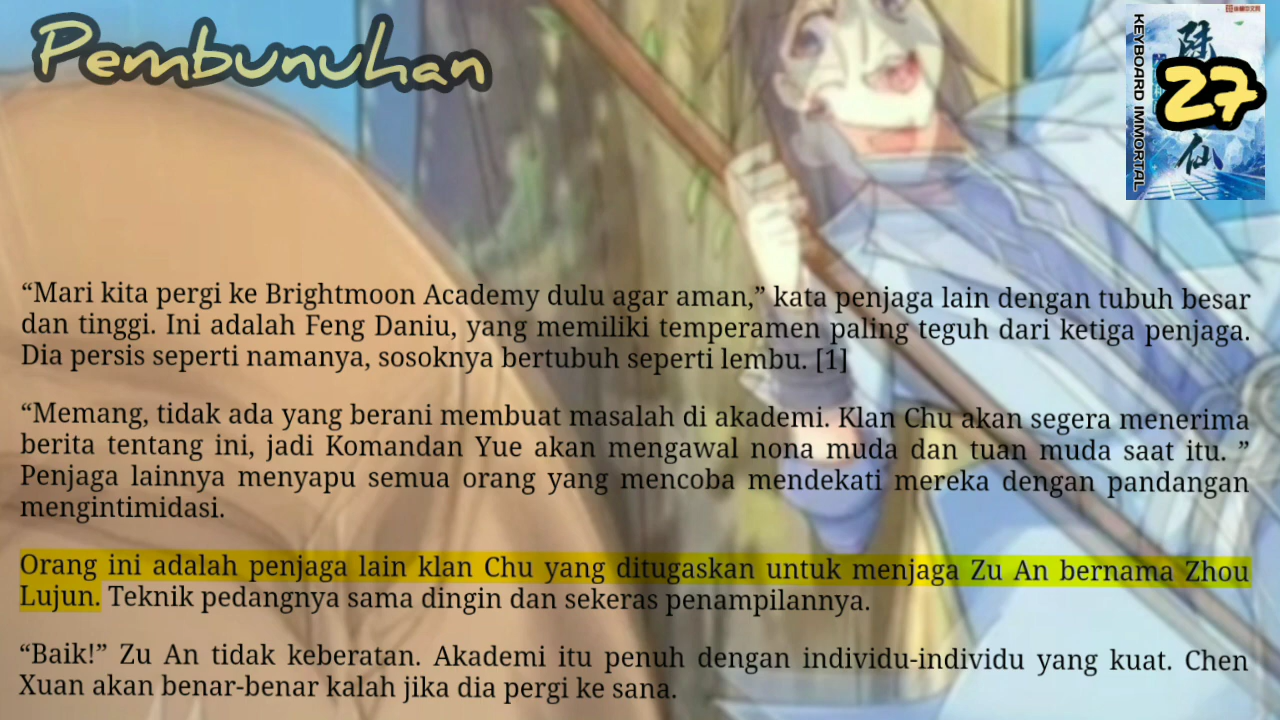 Pembunuhan
KEYBOARD IMMORTAL
陆
27
仙
“Mari kita pergi ke Brightmoon Academy dulu agar aman,” kata penjaga lain dengan tubuh besar
dan tinggi. Ini adalah Feng Daniu, yang memiliki temperamen paling teguh dari ketiga penjaga.
Dia persis seperti namanya, sosoknya bertubuh seperti lembu. [1]
“Memang, tidak ada yang berani membuat masalah di akademi. Klan Chu akan segera menerima
berita tentang ini, jadi Komandan Yue akan mengawal nona muda dan tuan muda saat itu. ”
Penjaga lainnya menyapu semua orang yang mencoba mendekati mereka dengan pandangan
mengintimidasi.
Orang ini adalah penjaga lain klan Chu yang ditugaskan untuk menjaga Zu An bernama Zhou
Lujun. Teknik pedangnya sama dingin dan sekeras penampilannya.
“Baik!” Zu An tidak keberatan. Akademi itu penuh dengan individu-individu yang kuat. Chen
Xuan akan benar-benar kalah jika dia pergi ke sana.